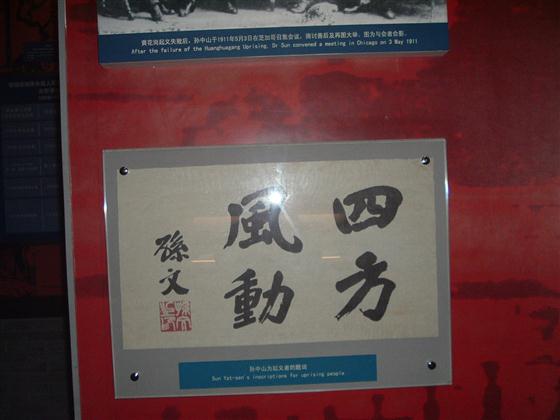 黄花岗起义失败后，孙中山于1911年5月3日在芝加哥召集会议，商讨善后及再图大举，图为与会者合影。
After the failure of the Huanghuagang Uprising, Dr Sun convened a meeting in Chicago on 3 May 1911
四方
風動
孫文
孙中山为起义者的题词
Sun Yat-sen's inscriptions for uprising people